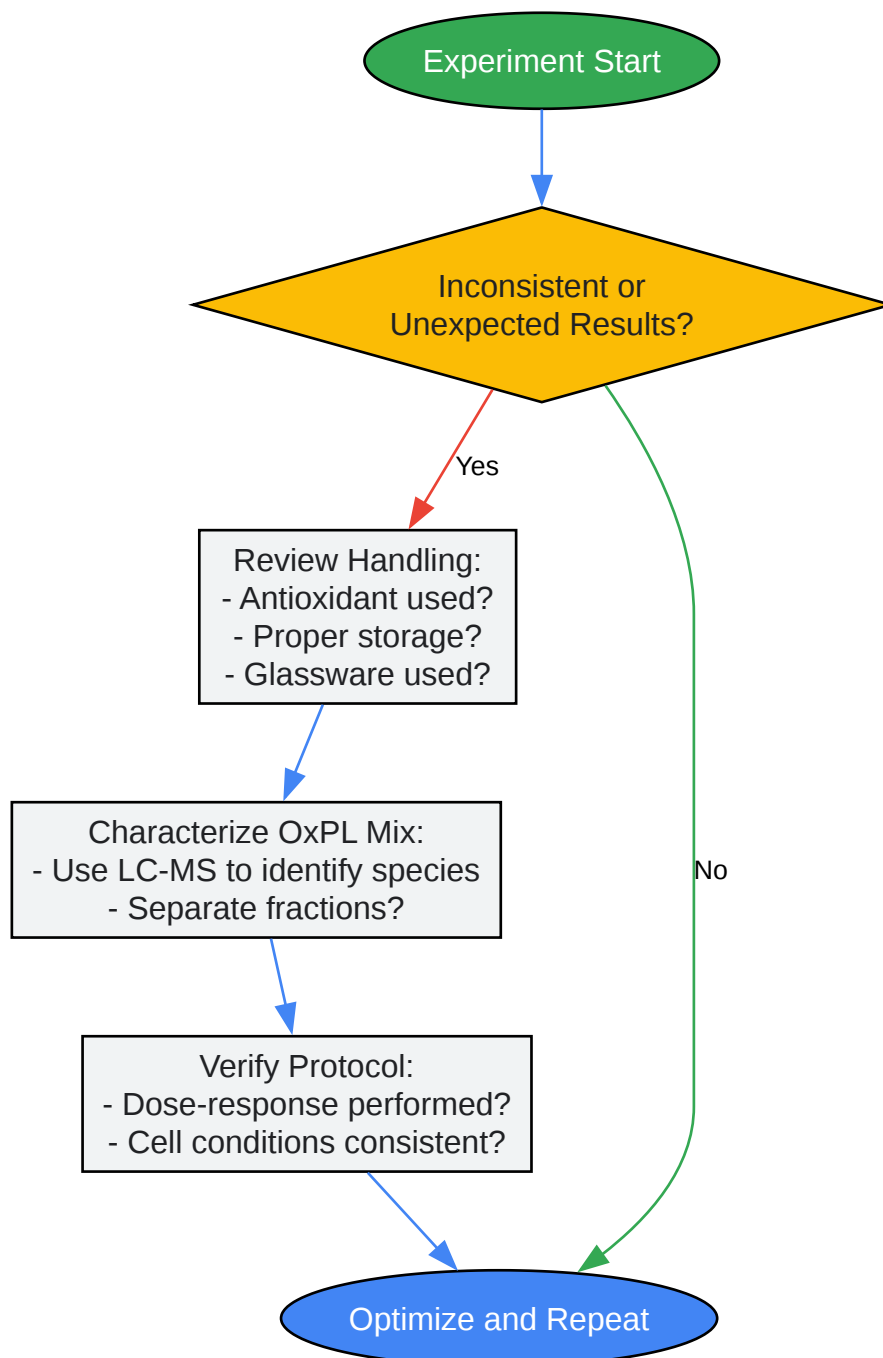 Experiment Start
Inconsistent or
Unexpected Results?
Yes
Review Handling:
- Antioxidant used?
- Proper storage?
- Glassware used?
Characterize OxPL Mix:
- Use LC-MS to identify species
- Separate fractions?
No
Verify Protocol:
- Dose-response performed?
- Cell conditions consistent?
Optimize and Repeat